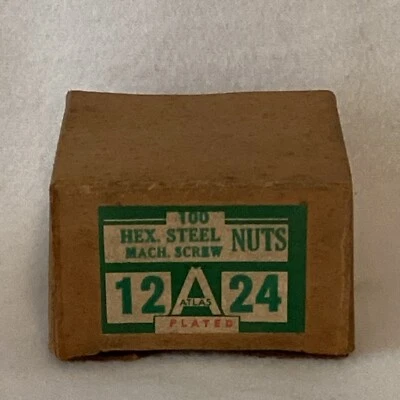 100
HEX. STEEL NUTS
MACH. SCREW
12 A 24
ATLAS
PLATED